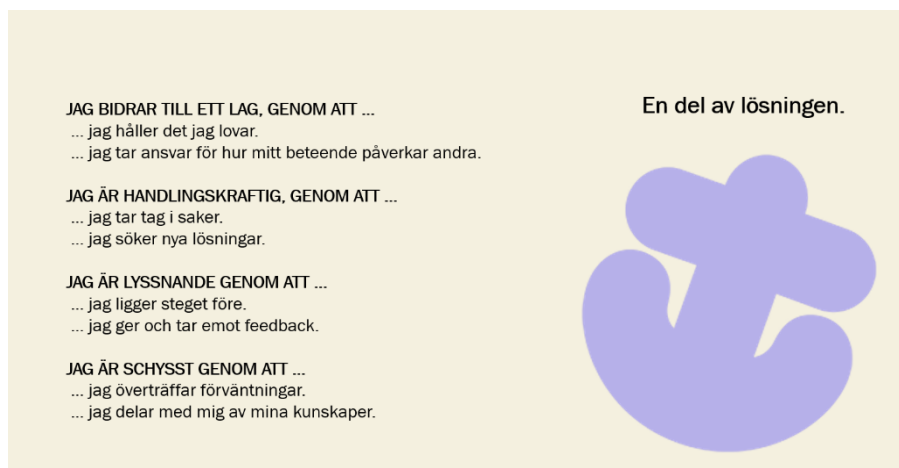 JAG BIDRAR TILL ETT LAG, GENOM ATT ...
... jag håller det jag lovar.
... jag tar ansvar för hur mitt beteende påverkar andra.
JAG ÄR HANDLINGSKRAFTIG, GENOM ATT ...
... jag tar tag i saker.
... jag söker nya lösningar.
JAG ÄR LYSSNANDE GENOM ATT ...
... jag ligger steget före.
... jag ger och tar emot feedback.
JAG ÄR SCHYSST GENOM ATT ...
... jag överträffar förväntningar.
... jag delar med mig av mina kunskaper.
En del av lösningen.